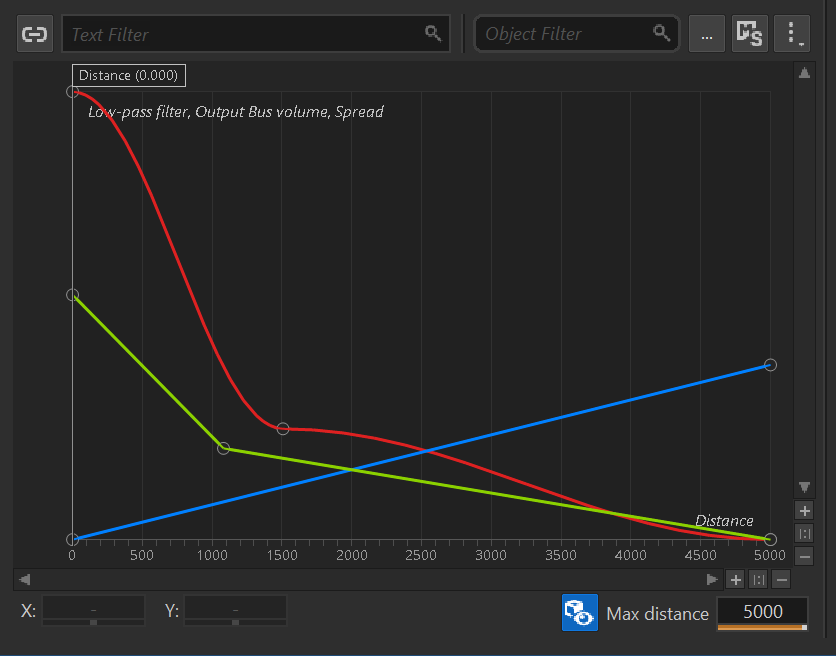 Text Filter
Object Filter
...
MS
Distance (0.000)
Low-pass filter, Output Bus volume, Spread
Distance
0 500 1000 1500 2000 2500 3000 3500 4000 4500 5000
X: - Y: -
Max distance 5000